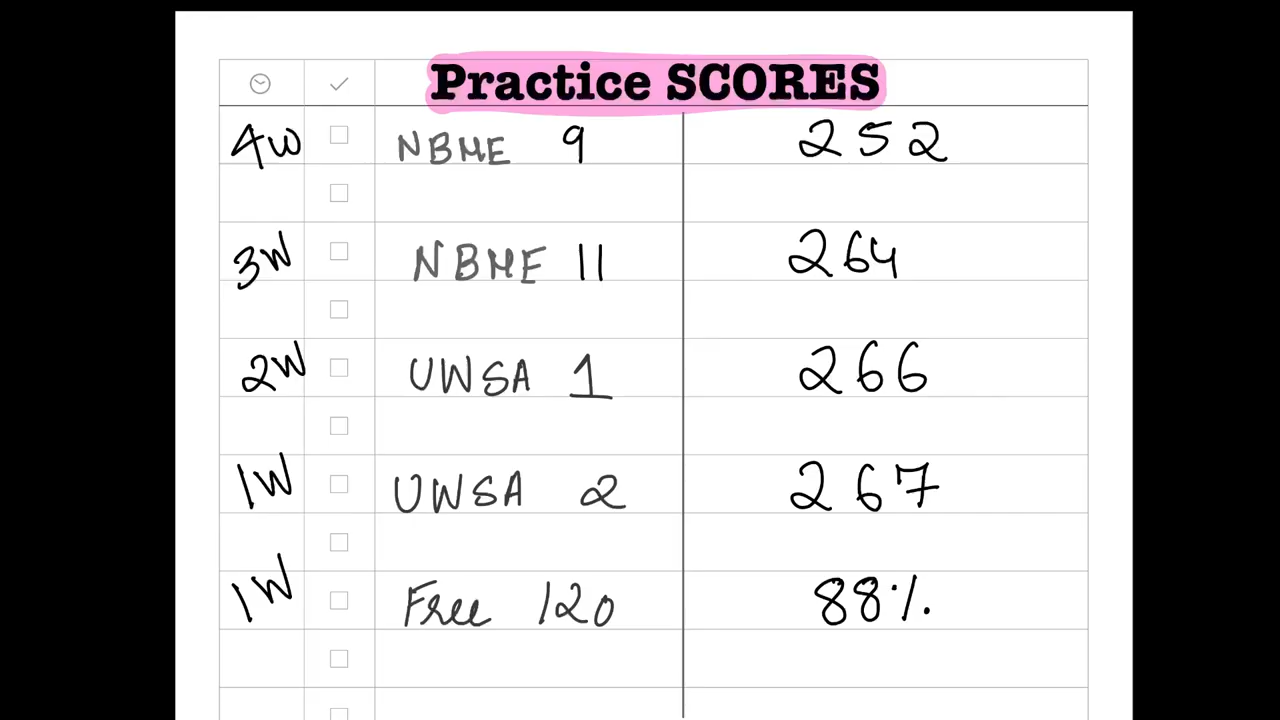 Practice SCORES
4W NBME 9 252
3W NBME 11 264
2W UWSA 1 266
1W UWSA 2 267
1W Free 120 88%